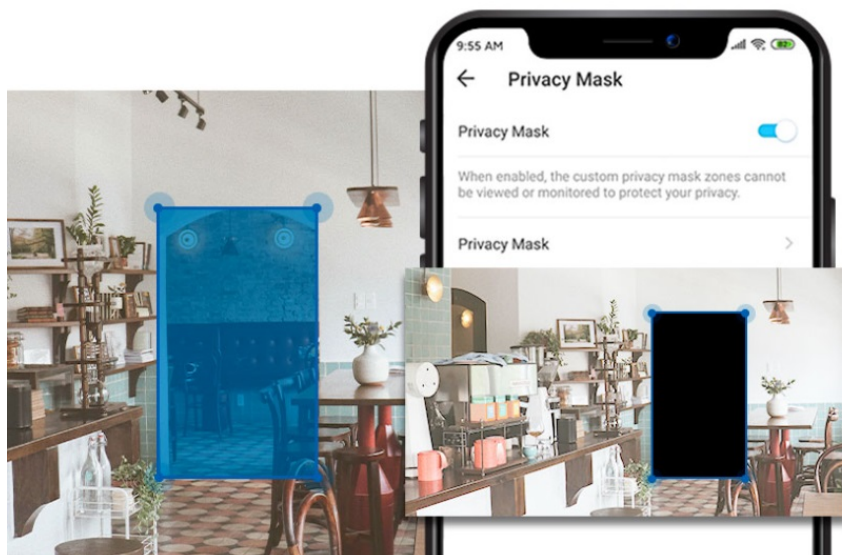 9:55 AM
82
Privacy Mask
Privacy Mask
When enabled, the custom privacy mask zones cannot
be viewed or monitored to protect your privacy.
Privacy Mask